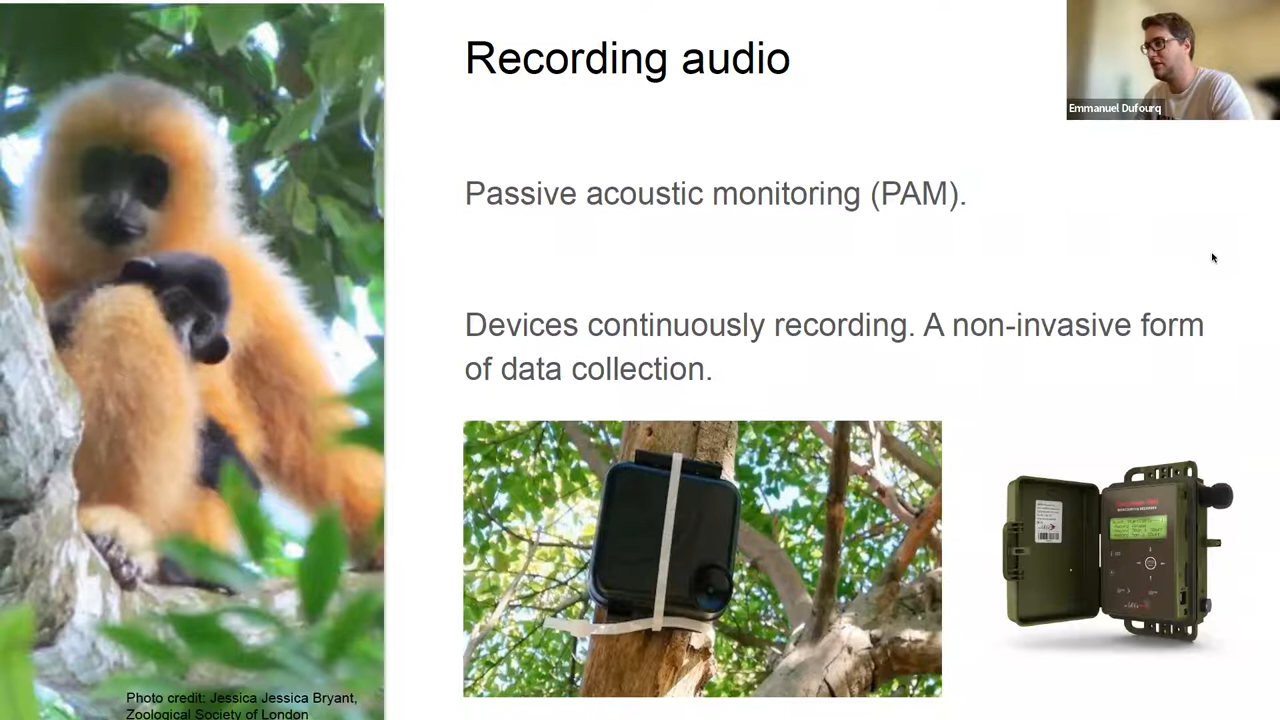 Recording audio
Emmanuel Dufourq
Passive acoustic monitoring (PAM).
Devices continuously recording. A non-invasive form
of data collection.
Photo credit: Jessica Jessica Bryant,
Zoological Society of London